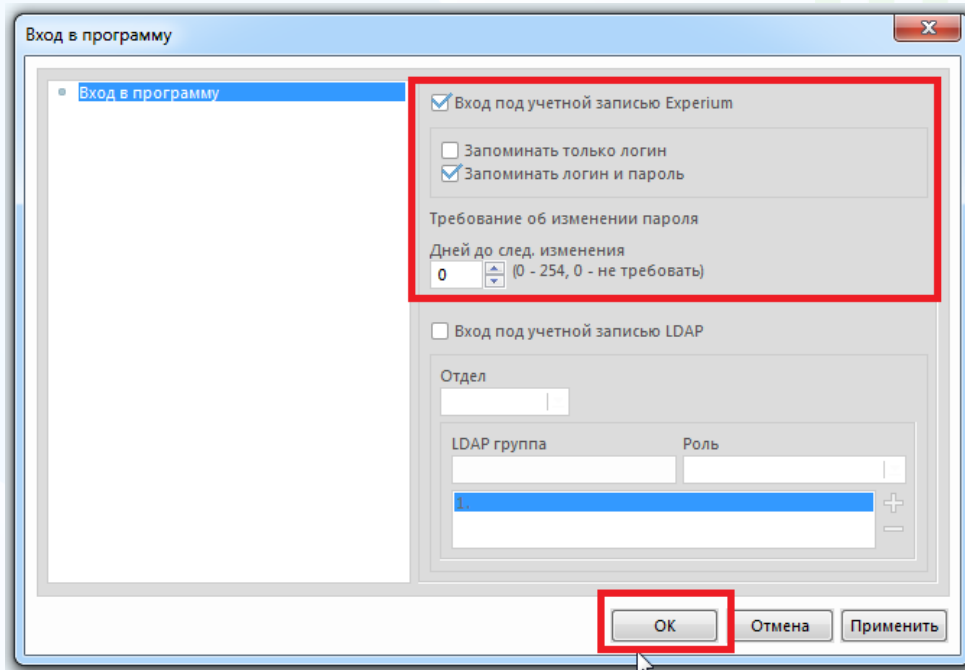 Вход в программу
Вход в программу
Вход под учетной записью Experium
Запоминать только логин
Запоминать логин и пароль
Требование об изменении пароля
Дней до след. изменения
0 (0 - 254, 0 - не требовать)
Вход под учетной записью LDAP
Отдел
LDAP группа Роль
1.
OK Отмена Применить